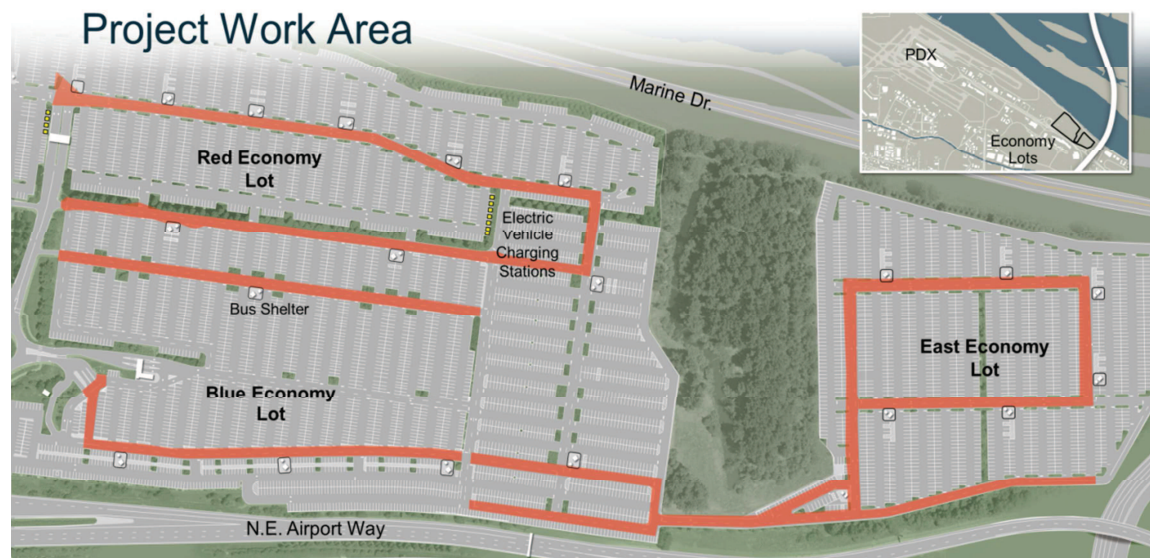 Project Work Area
Marine Dr.
PDX
Economy
Lots
Red Economy
Lot
Electric
Vehicle
Charging
Stations
Bus Shelter
East Economy
Lot
Blue Economy
Lot
N.E. Airport Way